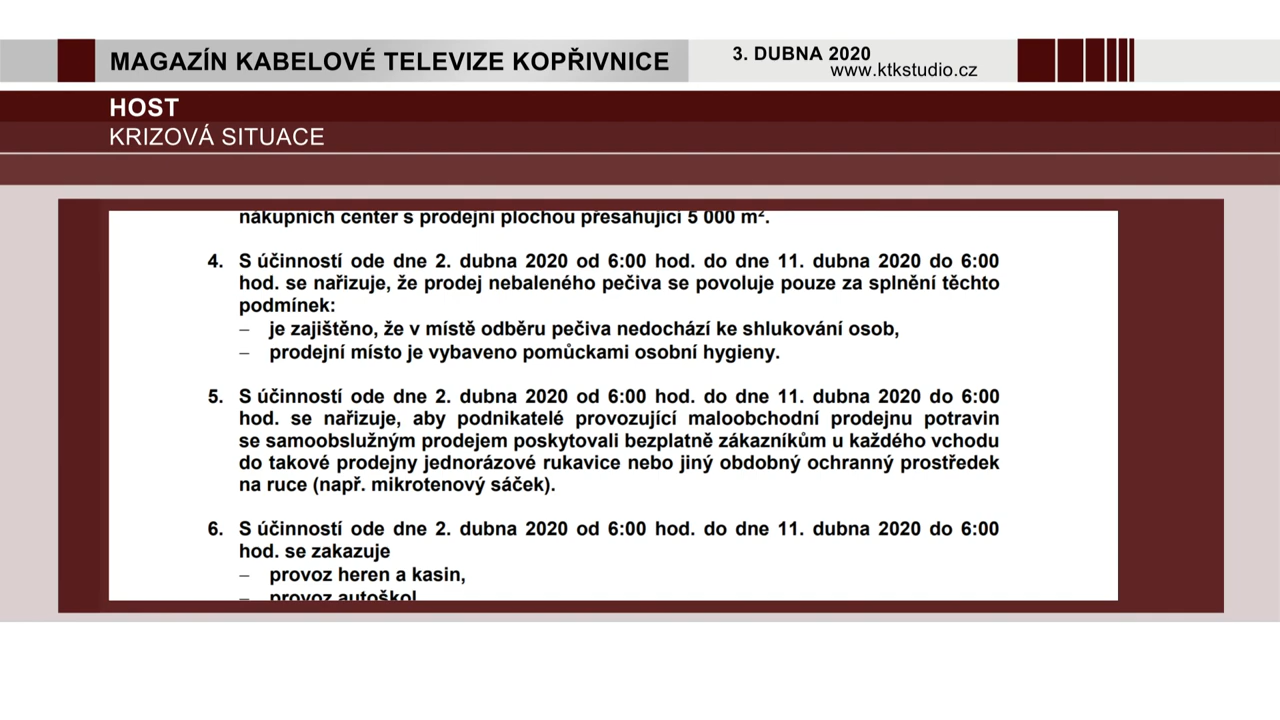 MAGAZÍN KABELOVÉ TELEVIZE KOPŘIVNICE
3. DUBNA 2020
www.ktkstudio.cz
HOST
KRIZOVÁ SITUACE
nákupních center s prodejní plochou přesahující 5 000 m².
4. S účinností ode dne 2. dubna 2020 od 6:00 hod. do dne 11. dubna 2020 do 6:00
hod. se nařizuje, že prodej nebaleného pečiva se povoluje pouze za splnění těchto
podmínek:
– je zajištěno, že v místě odběru pečiva nedochází ke shlukování osob,
– prodejní místo je vybaveno pomůckami osobní hygieny.
5. S účinností ode dne 2. dubna 2020 od 6:00 hod. do dne 11. dubna 2020 do 6:00
hod. se nařizuje, aby podnikatelé provozující maloobchodní prodejnu potravin
se samoobslužným prodejem poskytovali bezplatně zákazníkům u každého vchodu
do takové prodejny jednorázové rukavice nebo jiný obdobný ochranný prostředek
na ruce (např. mikrotenový sáček).
6. S účinností ode dne 2. dubna 2020 od 6:00 hod. do dne 11. dubna 2020 do 6:00
hod. se zakazuje
– provoz heren a kasin,
– provoz autoškol